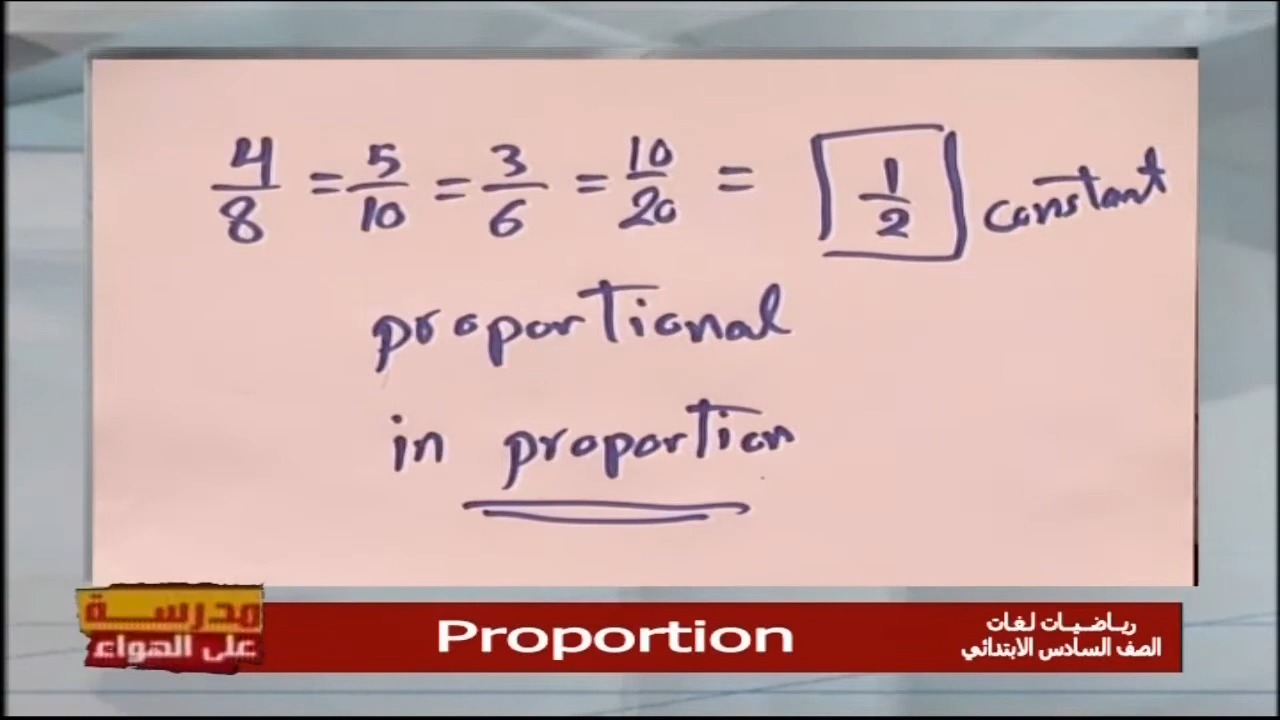 4/8 = 5/10 = 3/6 = 10/20 = 1/2 constant
proportional
in proportion
مدرسة
على الهواء
Proportion
رياضيات لغات
الصف السادس الابتدائي